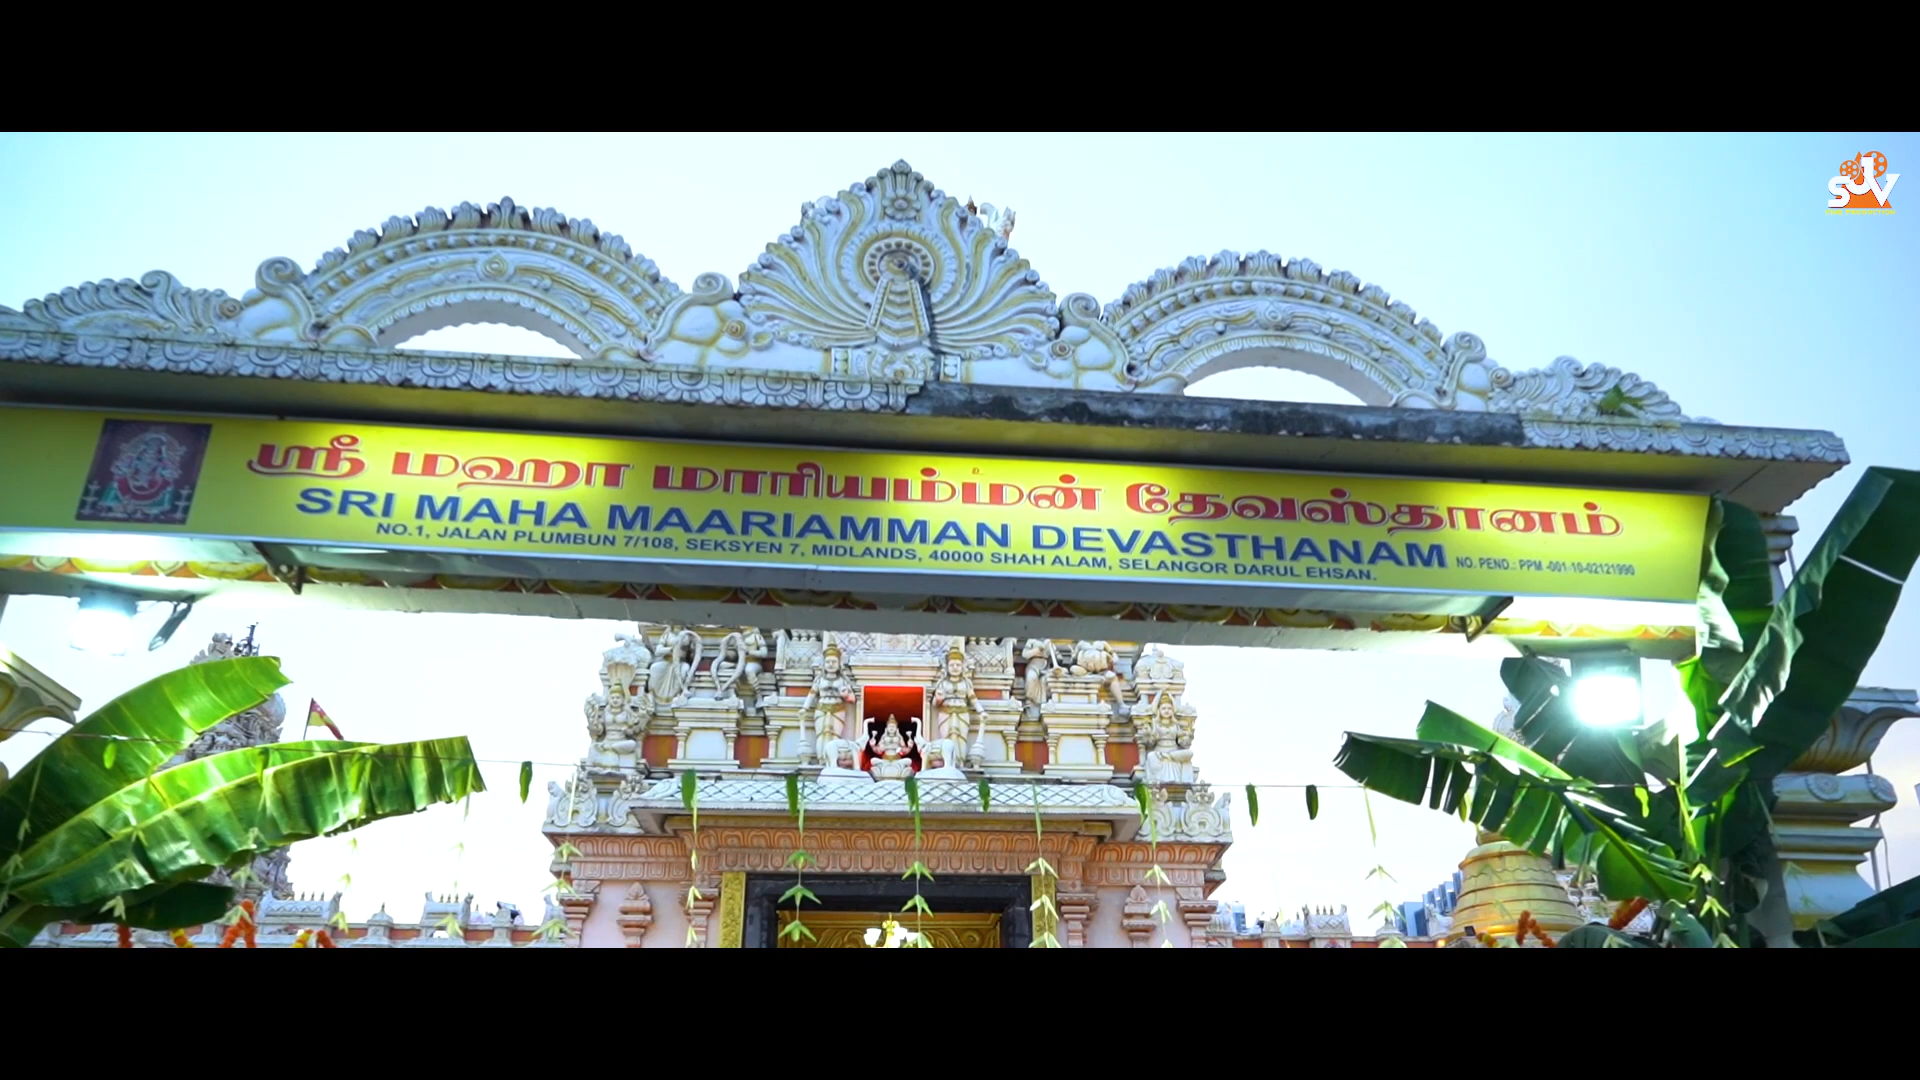 SJV
ஸ்ரீ மஹா மாரியம்மன் தேவஸ்தானம்
SRI MAHA MAARIAMMAN DEVASTHANAM
NO.1, JALAN PLUMBUN 7/108, SEKSYEN 7, MIDLANDS, 40000 SHAH ALAM, SELANGOR DARUL EHSAN.
NO. PEND.: PPM -001-10-02121990